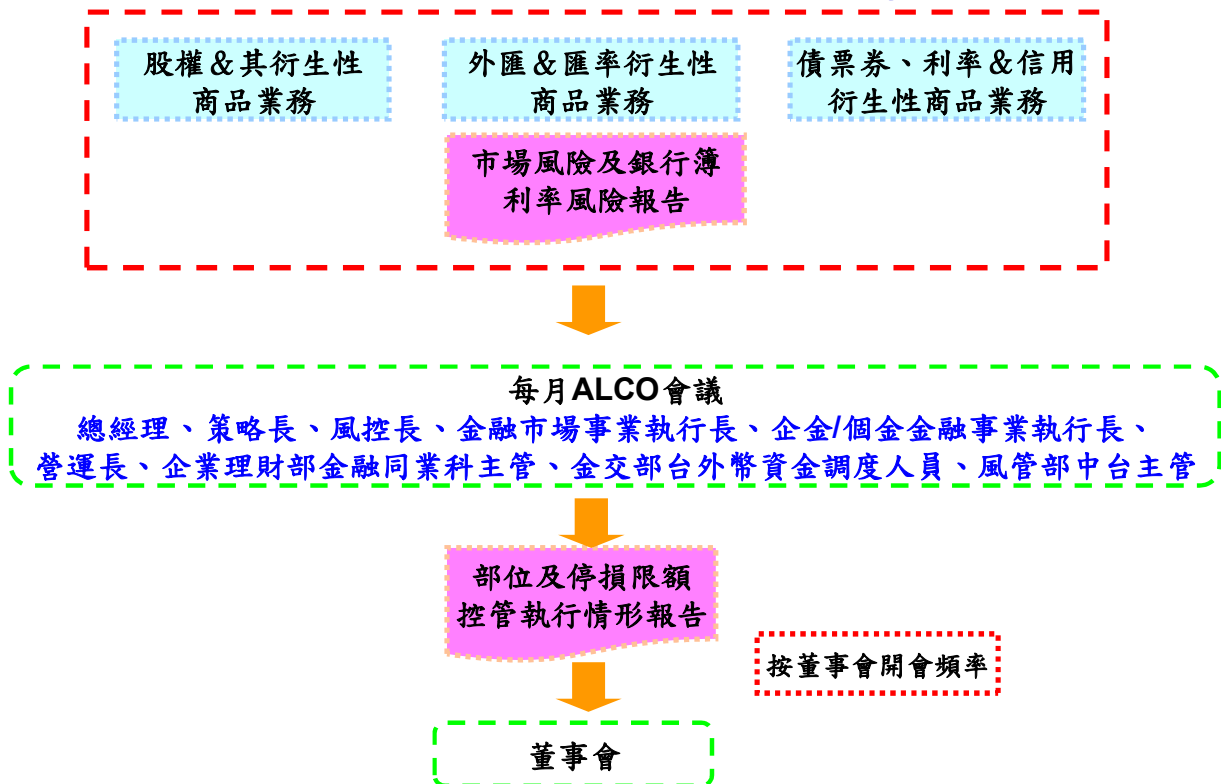 股權＆其衍生性
商品業務
外匯＆匯率衍生性
商品業務
債票券、利率＆信用
衍生性商品業務
市場風險及銀行簿
利率風險報告
每月ALCO會議
總經理、策略長、風控長、金融市場事業執行長、企金/個金金融事業執行長、
營運長、企業理財部金融同業科主管、金交部台外幣資金調度人員、風管部中台主管
部位及停損限額
控管執行情形報告
按董事會開會頻率
董事會